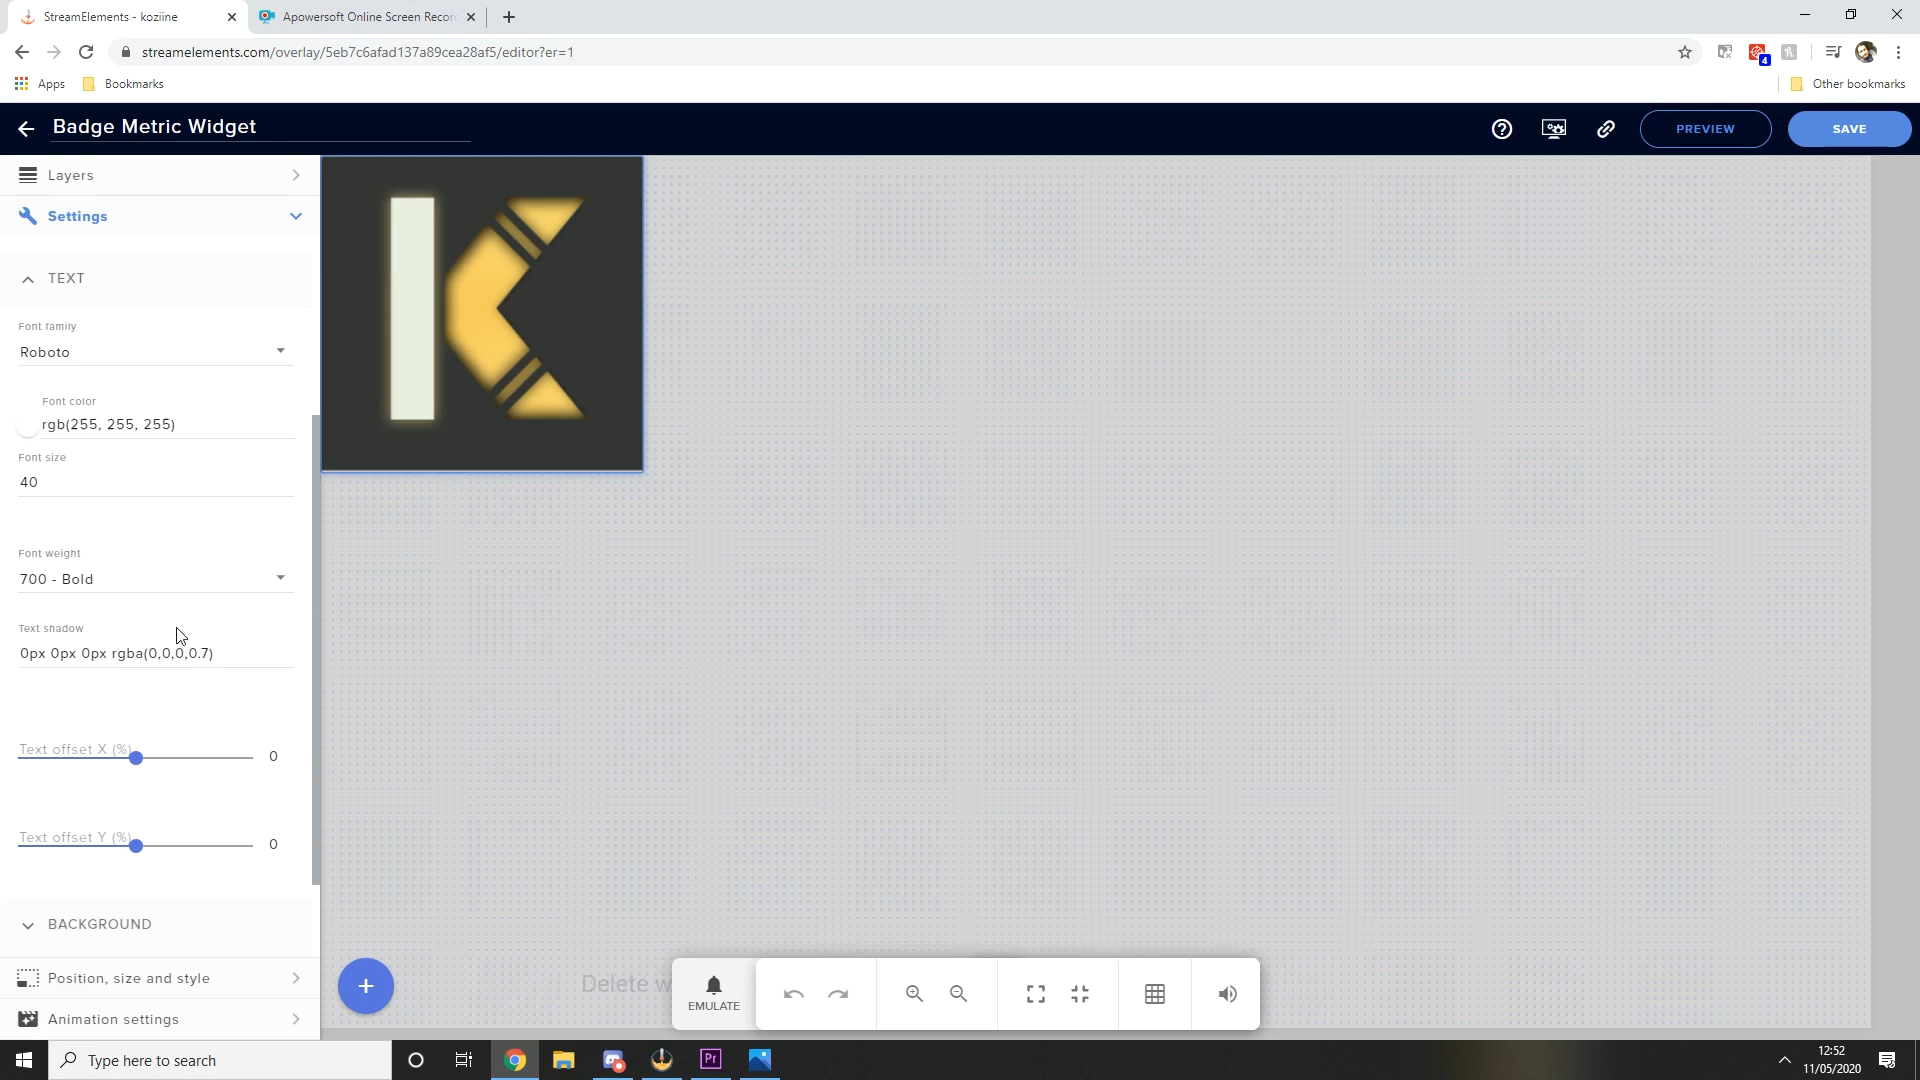 StreamElements - koziine
Apowersoft Online Screen Recor
streamelements.com/overlay/5eb7c6afad137a89cea28af5/editor?er=1
4
Apps
Bookmarks
Other bookmarks
Badge Metric Widget
PREVIEW
SAVE
Layers
Settings
TEXT
Font family
Roboto
Font color
rgb(255, 255, 255)
Font size
40
Font weight
700 - Bold
Text shadow
0px 0px 0px rgba(0,0,0,0.7)
Text offset X (%)
0
Text offset Y (%)
0
BACKGROUND
Position, size and style
Animation settings
K
Delete w
EMULATE
Type here to search
Pr
12:52
11/05/2020